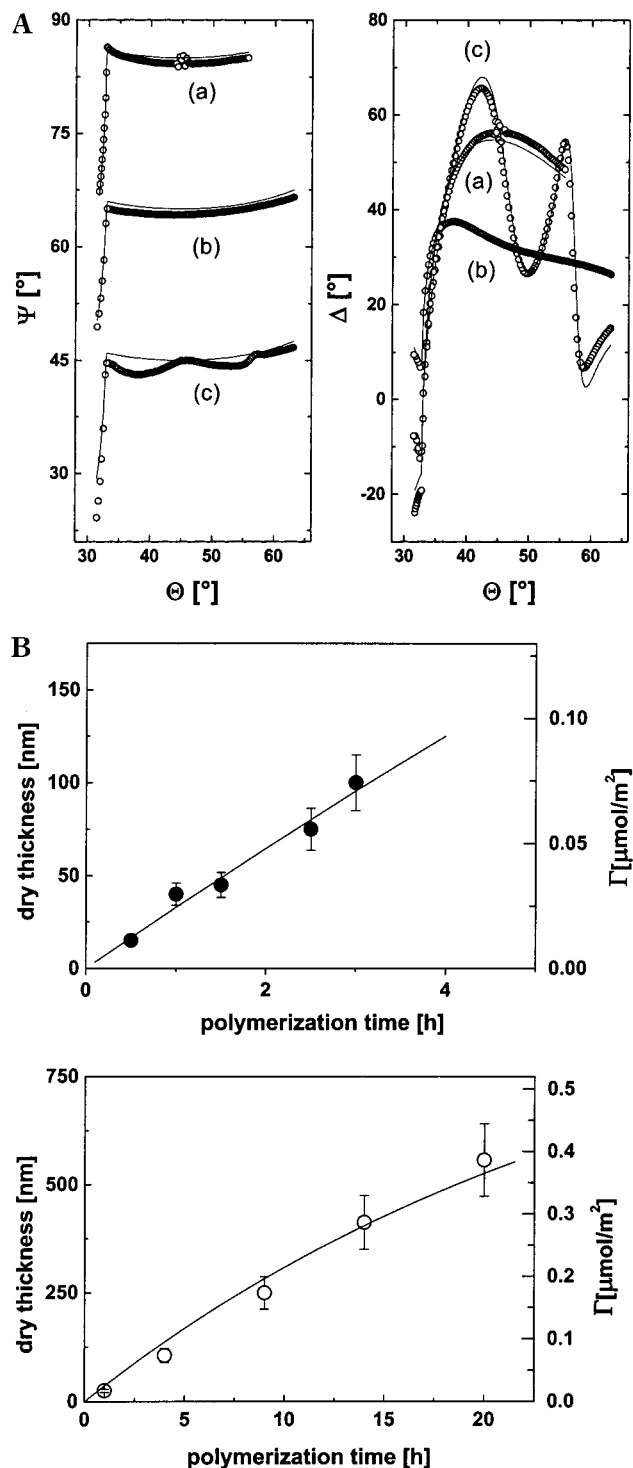 A
90
75
60
45
30
Ψ [°]
(a)
(b)
(c)
30 40 50 60
Θ [°]
80
60
40
20
0
-20
Δ [°]
(c)
(a)
(b)
30 40 50 60
Θ [°]
B
150
100
50
0
dry thickness [nm]
0.10
0.05
0.00
Γ[µmol/m²]
0 2 4
polymerization time [h]
750
500
250
0
dry thickness [nm]
0.5
0.4
0.3
0.2
0.1
0.0
Γ[µmol/m²]
0 5 10 15 20
polymerization time [h]